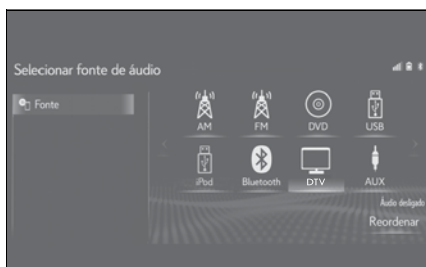 Selecionar fonte de áudio
Fonte
AM FM DVD USB
iPod Bluetooth DTV AUX
Áudio desligado
Reordenar